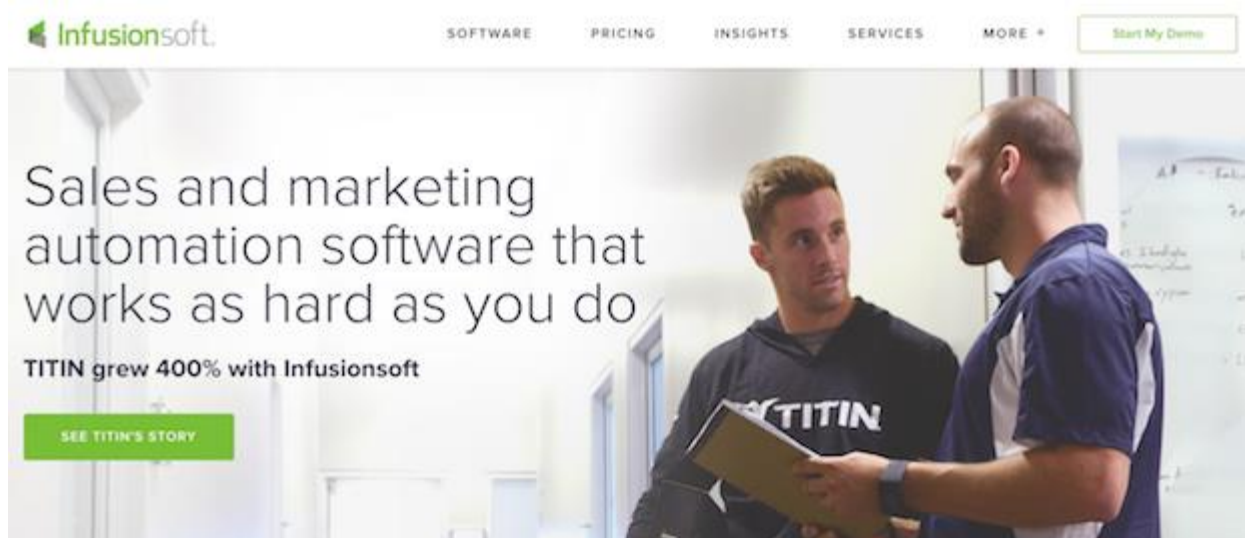 Infusionsoft.
SOFTWARE
PRICING
INSIGHTS
SERVICES
MORE +
Start My Demo
Sales and marketing
automation software that
works as hard as you do
TITIN grew 400% with Infusionsoft
SEE TITIN'S STORY
TITIN